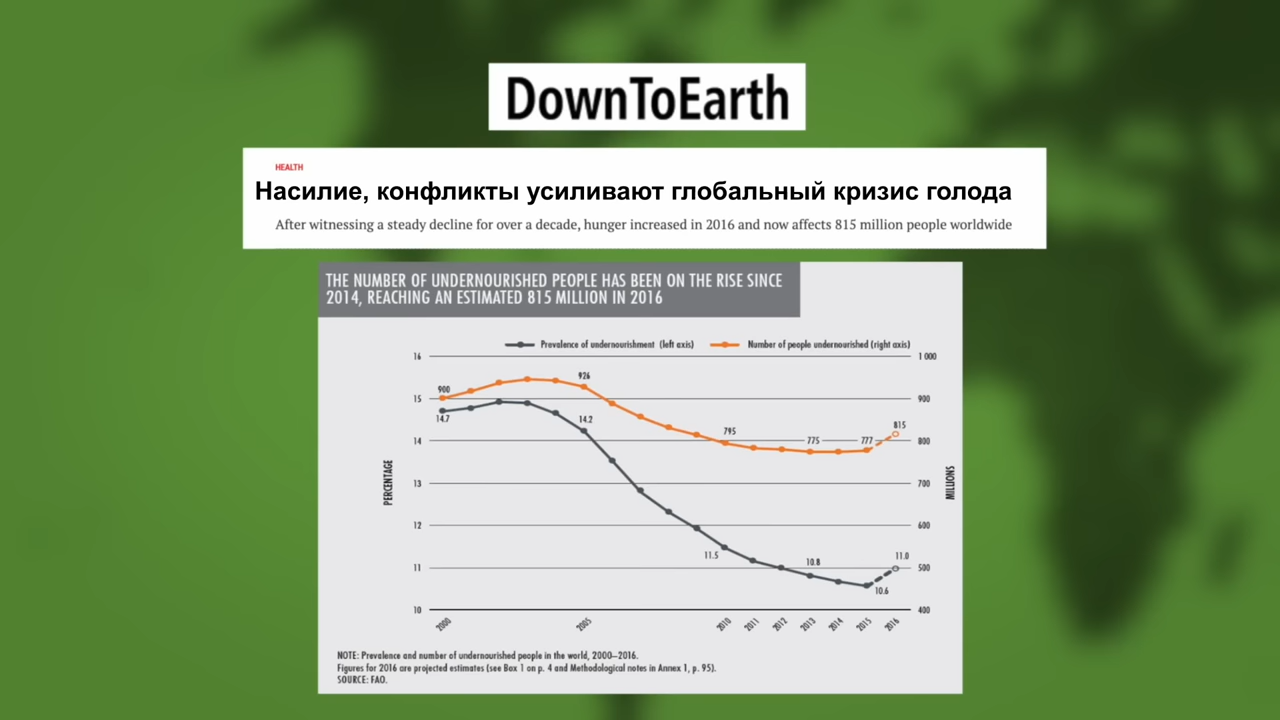 DownToEarth
HEALTH
Насилие, конфликты усиливают глобальный кризис голода
After witnessing a steady decline for over a decade, hunger increased in 2016 and now affects 815 million people worldwide
THE NUMBER OF UNDERNOURISHED PEOPLE HAS BEEN ON THE RISE SINCE
2014, REACHING AN ESTIMATED 815 MILLION IN 2016
Prevalence of undernourishment (left axis)
Number of people undernourished (right axis)
16
15
14
13
12
11
10
PERCENTAGE
1 000
900
800
700
600
500
400
MILLIONS
900
926
795
775
777
815
14.7
14.2
11.5
10.8
10.6
11.0
2000
2005
2010
2011
2012
2013
2014
2015
2016
NOTE: Prevalence and number of undernourished people in the world, 2000–2016.
Figures for 2016 are projected estimates (see Box 1 on p. 4 and Methodological notes in Annex 1, p. 95).
SOURCE: FAO.